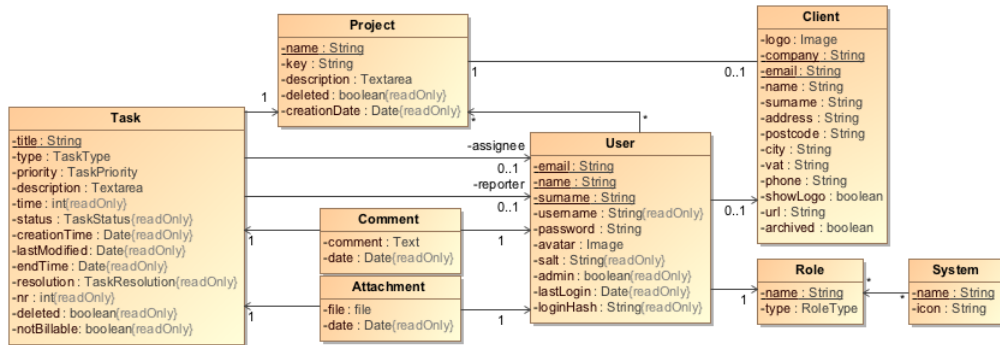 Project
-name : String
-key : String
-description : Textarea
-deleted : boolean{readOnly}
-creationDate : Date{readOnly}
Client
-logo : Image
-company : String
-email : String
-name : String
-surname : String
-address : String
-postcode : String
-city : String
-vat : String
-phone : String
-showLogo : boolean
-url : String
-archived : boolean
1
0..1
1
*
*
Task
-title : String
-type : TaskType
-priority : TaskPriority
-description : Textarea
-time : int{readOnly}
-status : TaskStatus{readOnly}
-creationTime : Date{readOnly}
-lastModified : Date{readOnly}
-endTime : Date{readOnly}
-resolution : TaskResolution{readOnly}
-nr : int{readOnly}
-deleted : boolean{readOnly}
-notBillable : boolean{readOnly}
-assignee
0..1
-reporter
0..1
User
-email : String
-name : String
-surname : String
-username : String{readOnly}
-password : String
-avatar : Image
-salt : String{readOnly}
-admin : boolean{readOnly}
-lastLogin : Date{readOnly}
-loginHash : String{readOnly}
0..1
Comment
-comment : Text
-date : Date{readOnly}
1
1
Attachment
-file : file
-date : Date{readOnly}
1
1
1
Role
-name : String
-type : RoleType
*
*
System
-name : String
-icon : String